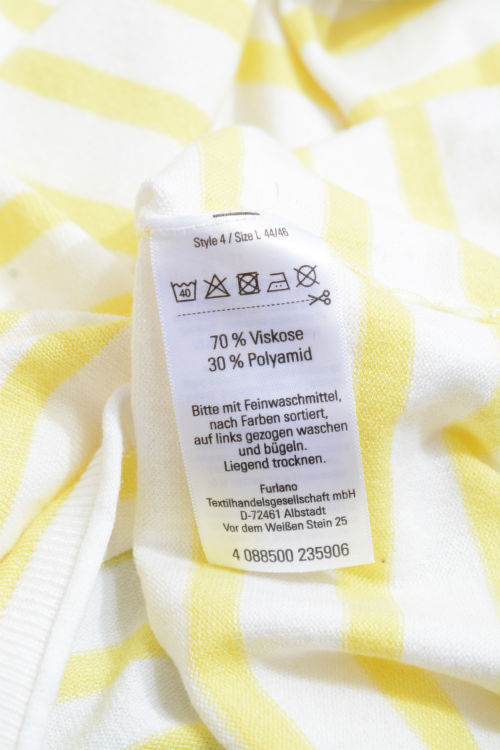 Style 4 / Size L 44/46
40
70 % Viskose
30 % Polyamid
Bitte mit Feinwaschmittel,
nach Farben sortiert,
auf links gezogen waschen
und bügeln.
Liegend trocknen.
Furlano
Textilhandelsgesellschaft mbH
D-72461 Albstadt
Vor dem Weißen Stein 25
4 088500 235906